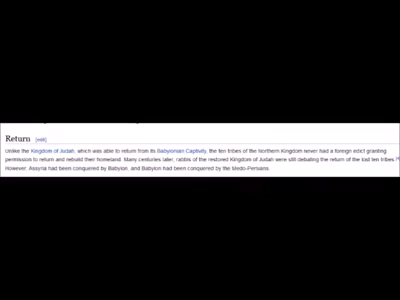 Return [edit]
Unlike the Kingdom of Judah, which was able to return from its Babylonian Captivity, the ten tribes of the Northern Kingdom never had a foreign edict granting
permission to return and rebuild their homeland. Many centuries later, rabbis of the restored Kingdom of Judah were still debating the return of the lost ten tribes.
However, Assyria had been conquered by Babylon, and Babylon had been conquered by the Medo-Persians.